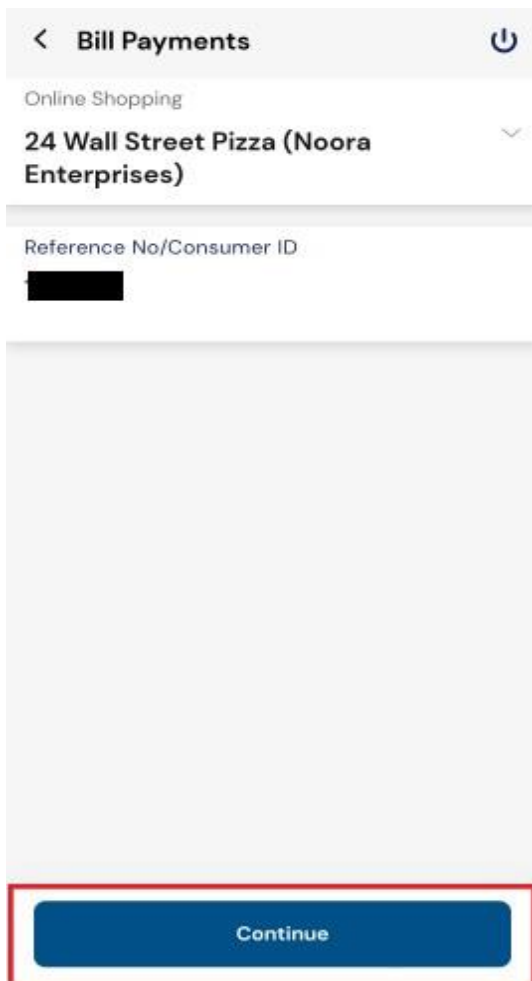 Bill Payments
Online Shopping
24 Wall Street Pizza (Noora
Enterprises)
Reference No/Consumer ID
Continue